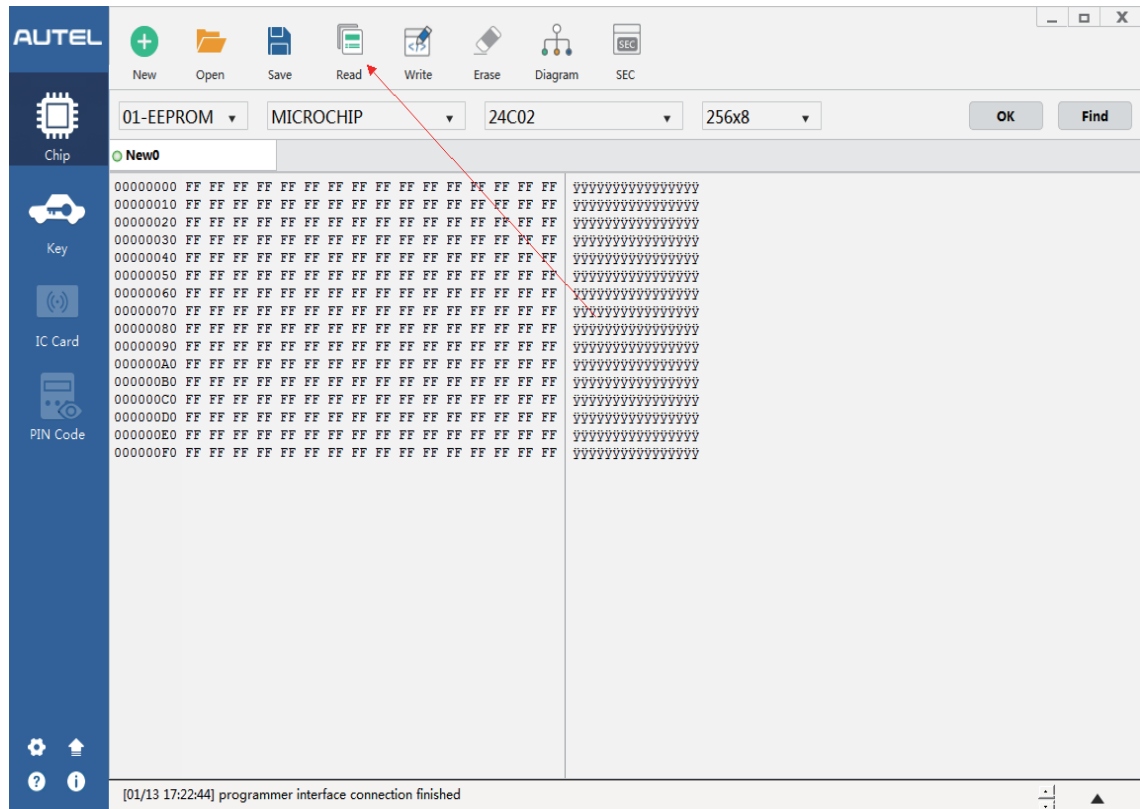 AUTEL
New Open Save Read Write Erase Diagram SEC
SEC
01-EEPROM MICROCHIP 24C02 256x8 OK Find
Chip
New0
00000000 FF FF FF FF FF FF FF FF FF FF FF FF FF FF FF FF ÿÿÿÿÿÿÿÿÿÿÿÿÿÿÿÿ
00000010 FF FF FF FF FF FF FF FF FF FF FF FF FF FF FF FF ÿÿÿÿÿÿÿÿÿÿÿÿÿÿÿÿ
00000020 FF FF FF FF FF FF FF FF FF FF FF FF FF FF FF FF ÿÿÿÿÿÿÿÿÿÿÿÿÿÿÿÿ
00000030 FF FF FF FF FF FF FF FF FF FF FF FF FF FF FF FF ÿÿÿÿÿÿÿÿÿÿÿÿÿÿÿÿ
00000040 FF FF FF FF FF FF FF FF FF FF FF FF FF FF FF FF ÿÿÿÿÿÿÿÿÿÿÿÿÿÿÿÿ
00000050 FF FF FF FF FF FF FF FF FF FF FF FF FF FF FF FF ÿÿÿÿÿÿÿÿÿÿÿÿÿÿÿÿ
00000060 FF FF FF FF FF FF FF FF FF FF FF FF FF FF FF FF ÿÿÿÿÿÿÿÿÿÿÿÿÿÿÿÿ
00000070 FF FF FF FF FF FF FF FF FF FF FF FF FF FF FF FF ÿÿÿÿÿÿÿÿÿÿÿÿÿÿÿÿ
00000080 FF FF FF FF FF FF FF FF FF FF FF FF FF FF FF FF ÿÿÿÿÿÿÿÿÿÿÿÿÿÿÿÿ
00000090 FF FF FF FF FF FF FF FF FF FF FF FF FF FF FF FF ÿÿÿÿÿÿÿÿÿÿÿÿÿÿÿÿ
000000A0 FF FF FF FF FF FF FF FF FF FF FF FF FF FF FF FF ÿÿÿÿÿÿÿÿÿÿÿÿÿÿÿÿ
000000B0 FF FF FF FF FF FF FF FF FF FF FF FF FF FF FF FF ÿÿÿÿÿÿÿÿÿÿÿÿÿÿÿÿ
000000C0 FF FF FF FF FF FF FF FF FF FF FF FF FF FF FF FF ÿÿÿÿÿÿÿÿÿÿÿÿÿÿÿÿ
000000D0 FF FF FF FF FF FF FF FF FF FF FF FF FF FF FF FF ÿÿÿÿÿÿÿÿÿÿÿÿÿÿÿÿ
000000E0 FF FF FF FF FF FF FF FF FF FF FF FF FF FF FF FF ÿÿÿÿÿÿÿÿÿÿÿÿÿÿÿÿ
000000F0 FF FF FF FF FF FF FF FF FF FF FF FF FF FF FF FF ÿÿÿÿÿÿÿÿÿÿÿÿÿÿÿÿ
Key
IC Card
PIN Code
[01/13 17:22:44] programmer interface connection finished